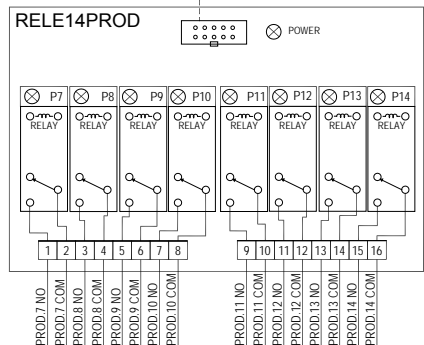 RELE14PROD
POWER
P7 P8 P9 P10 P11 P12 P13 P14
RELAY RELAY RELAY RELAY RELAY RELAY RELAY RELAY
1 2 3 4 5 6 7 8 9 10 11 12 13 14 15 16
PROD.7 NO
PROD.7 COM
PROD.8 NO
PROD.8 COM
PROD.9 NO
PROD.9 COM
PROD.10 NO
PROD.10 COM
PROD.11 NO
PROD.11 COM
PROD.12 NO
PROD.12 COM
PROD.13 NO
PROD.13 COM
PROD.14 NO
PROD.14 COM